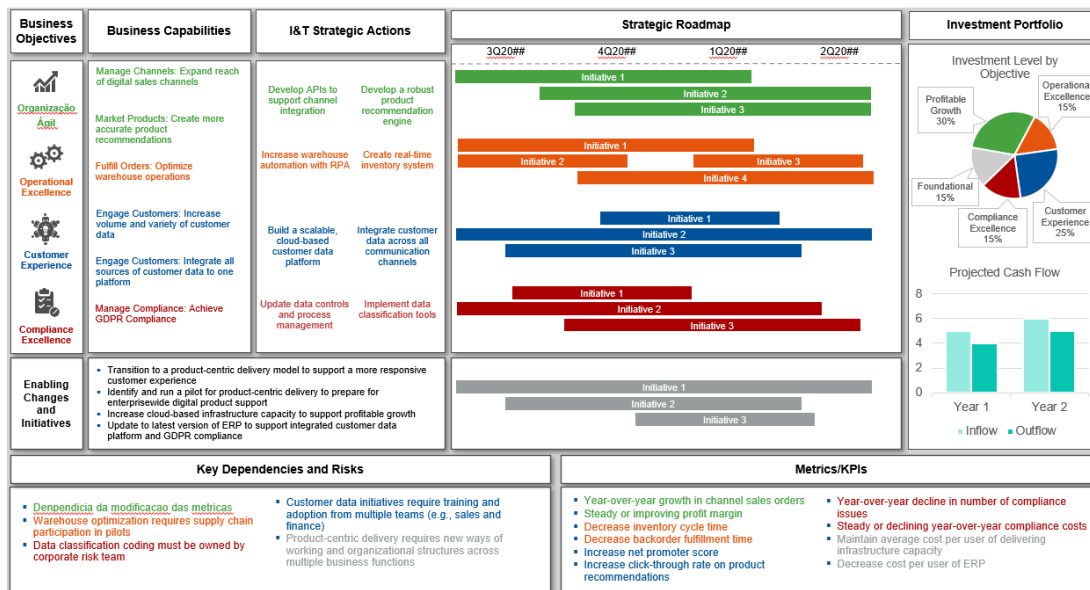 Business
Objectives
Business Capabilities
I&T Strategic Actions
Strategic Roadmap
Investment Portfolio
3Q20##
4Q20##
1Q20##
2Q20##
Organização
Ágil
Manage Channels: Expand reach
of digital sales channels
Market Products: Create more
accurate product
recommendations
Develop APIs to
support channel
integration
Develop a robust
product
recommendation
engine
Initiative 1
Initiative 2
Initiative 3
Operational
Excellence
Fulfill Orders: Optimize
warehouse operations
Increase warehouse
automation with RPA
Create real-time
inventory system
Initiative 1
Initiative 2
Initiative 3
Initiative 4
Customer
Experience
Engage Customers: Increase
volume and variety of customer
data
Engage Customers: Integrate all
sources of customer data to one
platform
Build a scalable,
cloud-based
customer data
platform
Integrate customer
data across all
communication
channels
Initiative 1
Initiative 2
Initiative 3
Compliance
Excellence
Manage Compliance: Achieve
GDPR Compliance
Update data controls
and process
management
Implement data
classification tools
Initiative 1
Initiative 2
Initiative 3
Enabling
Changes
and
Initiatives
• Transition to a product-centric delivery model to support a more responsive
customer experience
• Identify and run a pilot for product-centric delivery to prepare for
enterprisewide digital product support
• Increase cloud-based infrastructure capacity to support profitable growth
• Update to latest version of ERP to support integrated customer data
platform and GDPR compliance
Initiative 1
Initiative 2
Initiative 3
Investment Level by
Objective
Profitable
Growth
30%
Operational
Excellence
15%
Foundational
15%
Compliance
Excellence
15%
Customer
Experience
25%
Projected Cash Flow
8
6
4
2
0
Year 1
Year 2
Inflow
Outflow
Key Dependencies and Risks
Denpendicia da modificacao das metricas
Warehouse optimization requires supply chain
participation in pilots
Data classification coding must be owned by
corporate risk team
Customer data initiatives require training and
adoption from multiple teams (e.g., sales and
finance)
Product-centric delivery requires new ways of
working and organizational structures across
multiple business functions
Metrics/KPIs
Year-over-year growth in channel sales orders
Steady or improving profit margin
Decrease inventory cycle time
Decrease backorder fulfillment time
Increase net promoter score
Increase click-through rate on product
recommendations
Year-over-year decline in number of compliance
issues
Steady or declining year-over-year compliance costs
Maintain average cost per user of delivering
infrastructure capacity
Decrease cost per user of ERP